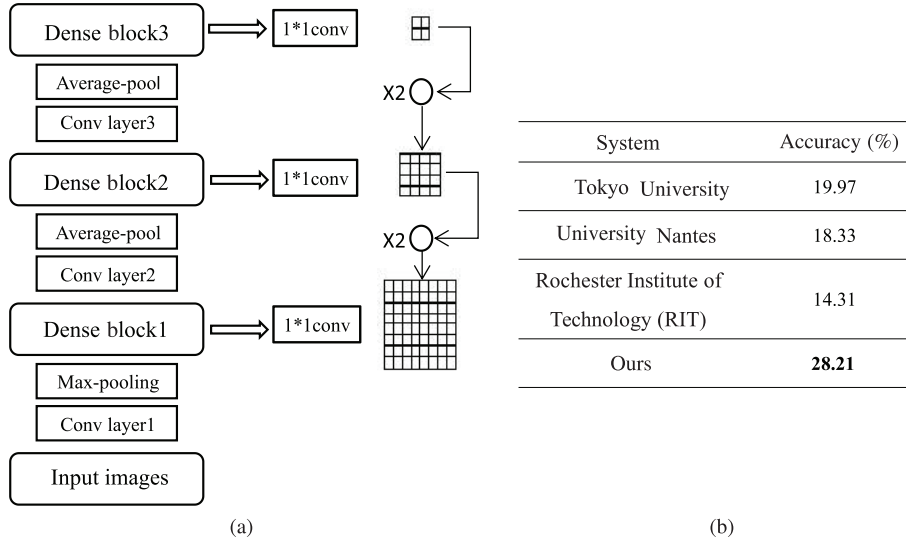 Dense block3
1*1conv
Average-pool
X2
Conv layer3
Dense block2
1*1conv
Average-pool
X2
Conv layer2
Dense block1
1*1conv
Max-pooling
Conv layer1
Input images
(a)
System Accuracy (%)
Tokyo University 19.97
University Nantes 18.33
Rochester Institute of
Technology (RIT) 14.31
Ours 28.21
(b)